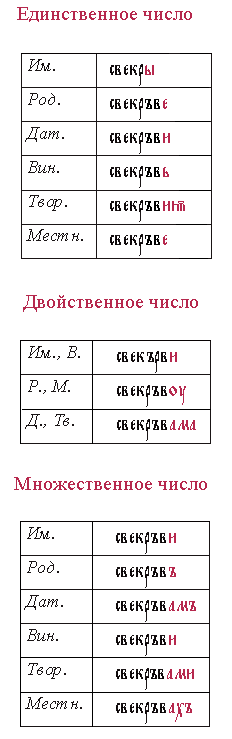 Единственное число
Им. свекры
Род. свекръве
Дат. свекръви
Вин. свекръвь
Твор. свекръвиѭ
Местн. свекръве
Двойственное число
Им., В. свекърви
Р., М. свекръвоу
Д., Тв. свекръвама
Множественное число
Им. свекръви
Род. свекръвъ
Дат. свекръвамъ
Вин. свекръви
Твор. свекръвами
Местн. свекръвахъ